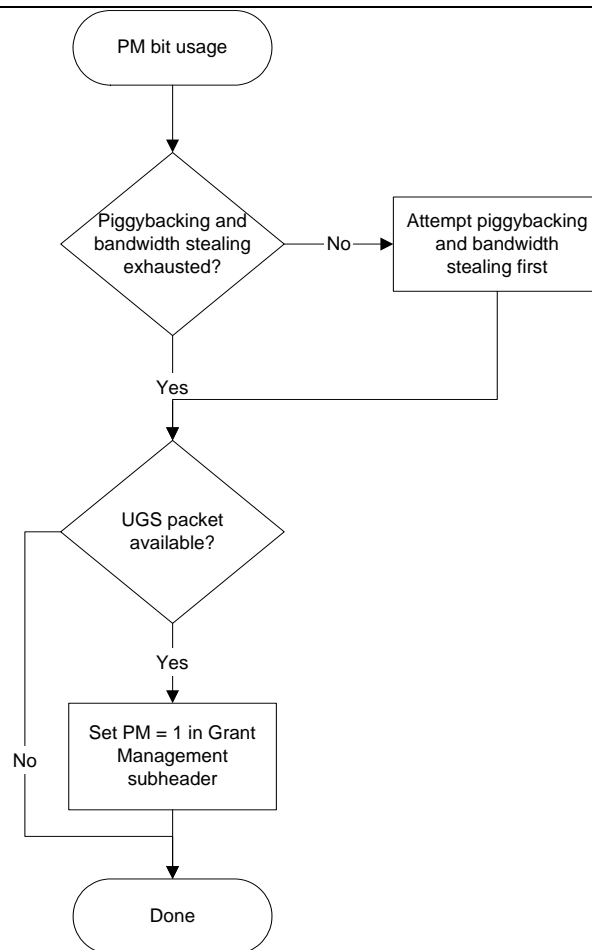 PM bit usage
Piggybacking and
bandwidth stealing
exhausted?
No
Attempt piggybacking
and bandwidth
stealing first
Yes
UGS packet
available?
Yes
Set PM = 1 in Grant
Management
subheader
No
Done